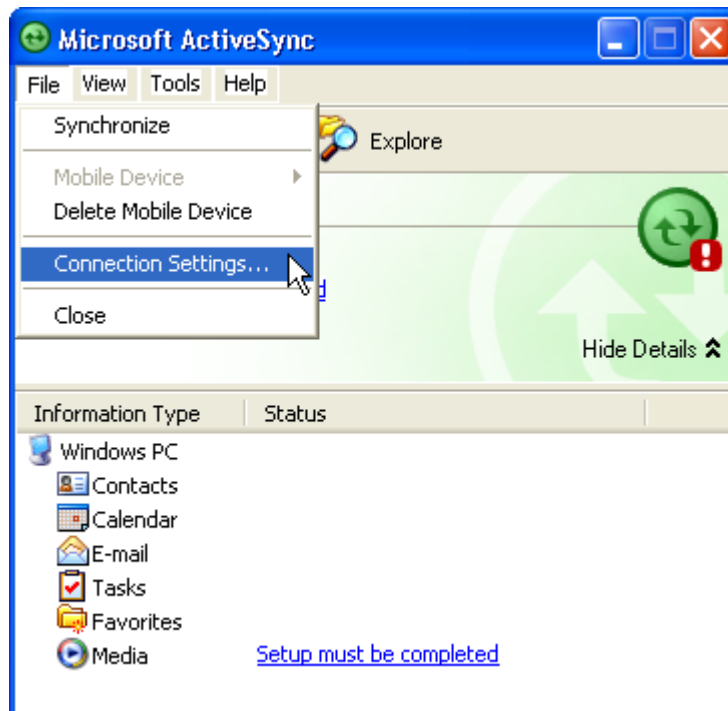 Microsoft ActiveSync
File View Tools Help
Synchronize
Explore
Mobile Device
Delete Mobile Device
Connection Settings...
Close
Hide Details
Information Type Status
Windows PC
Contacts
Calendar
E-mail
Tasks
Favorites
Media Setup must be completed